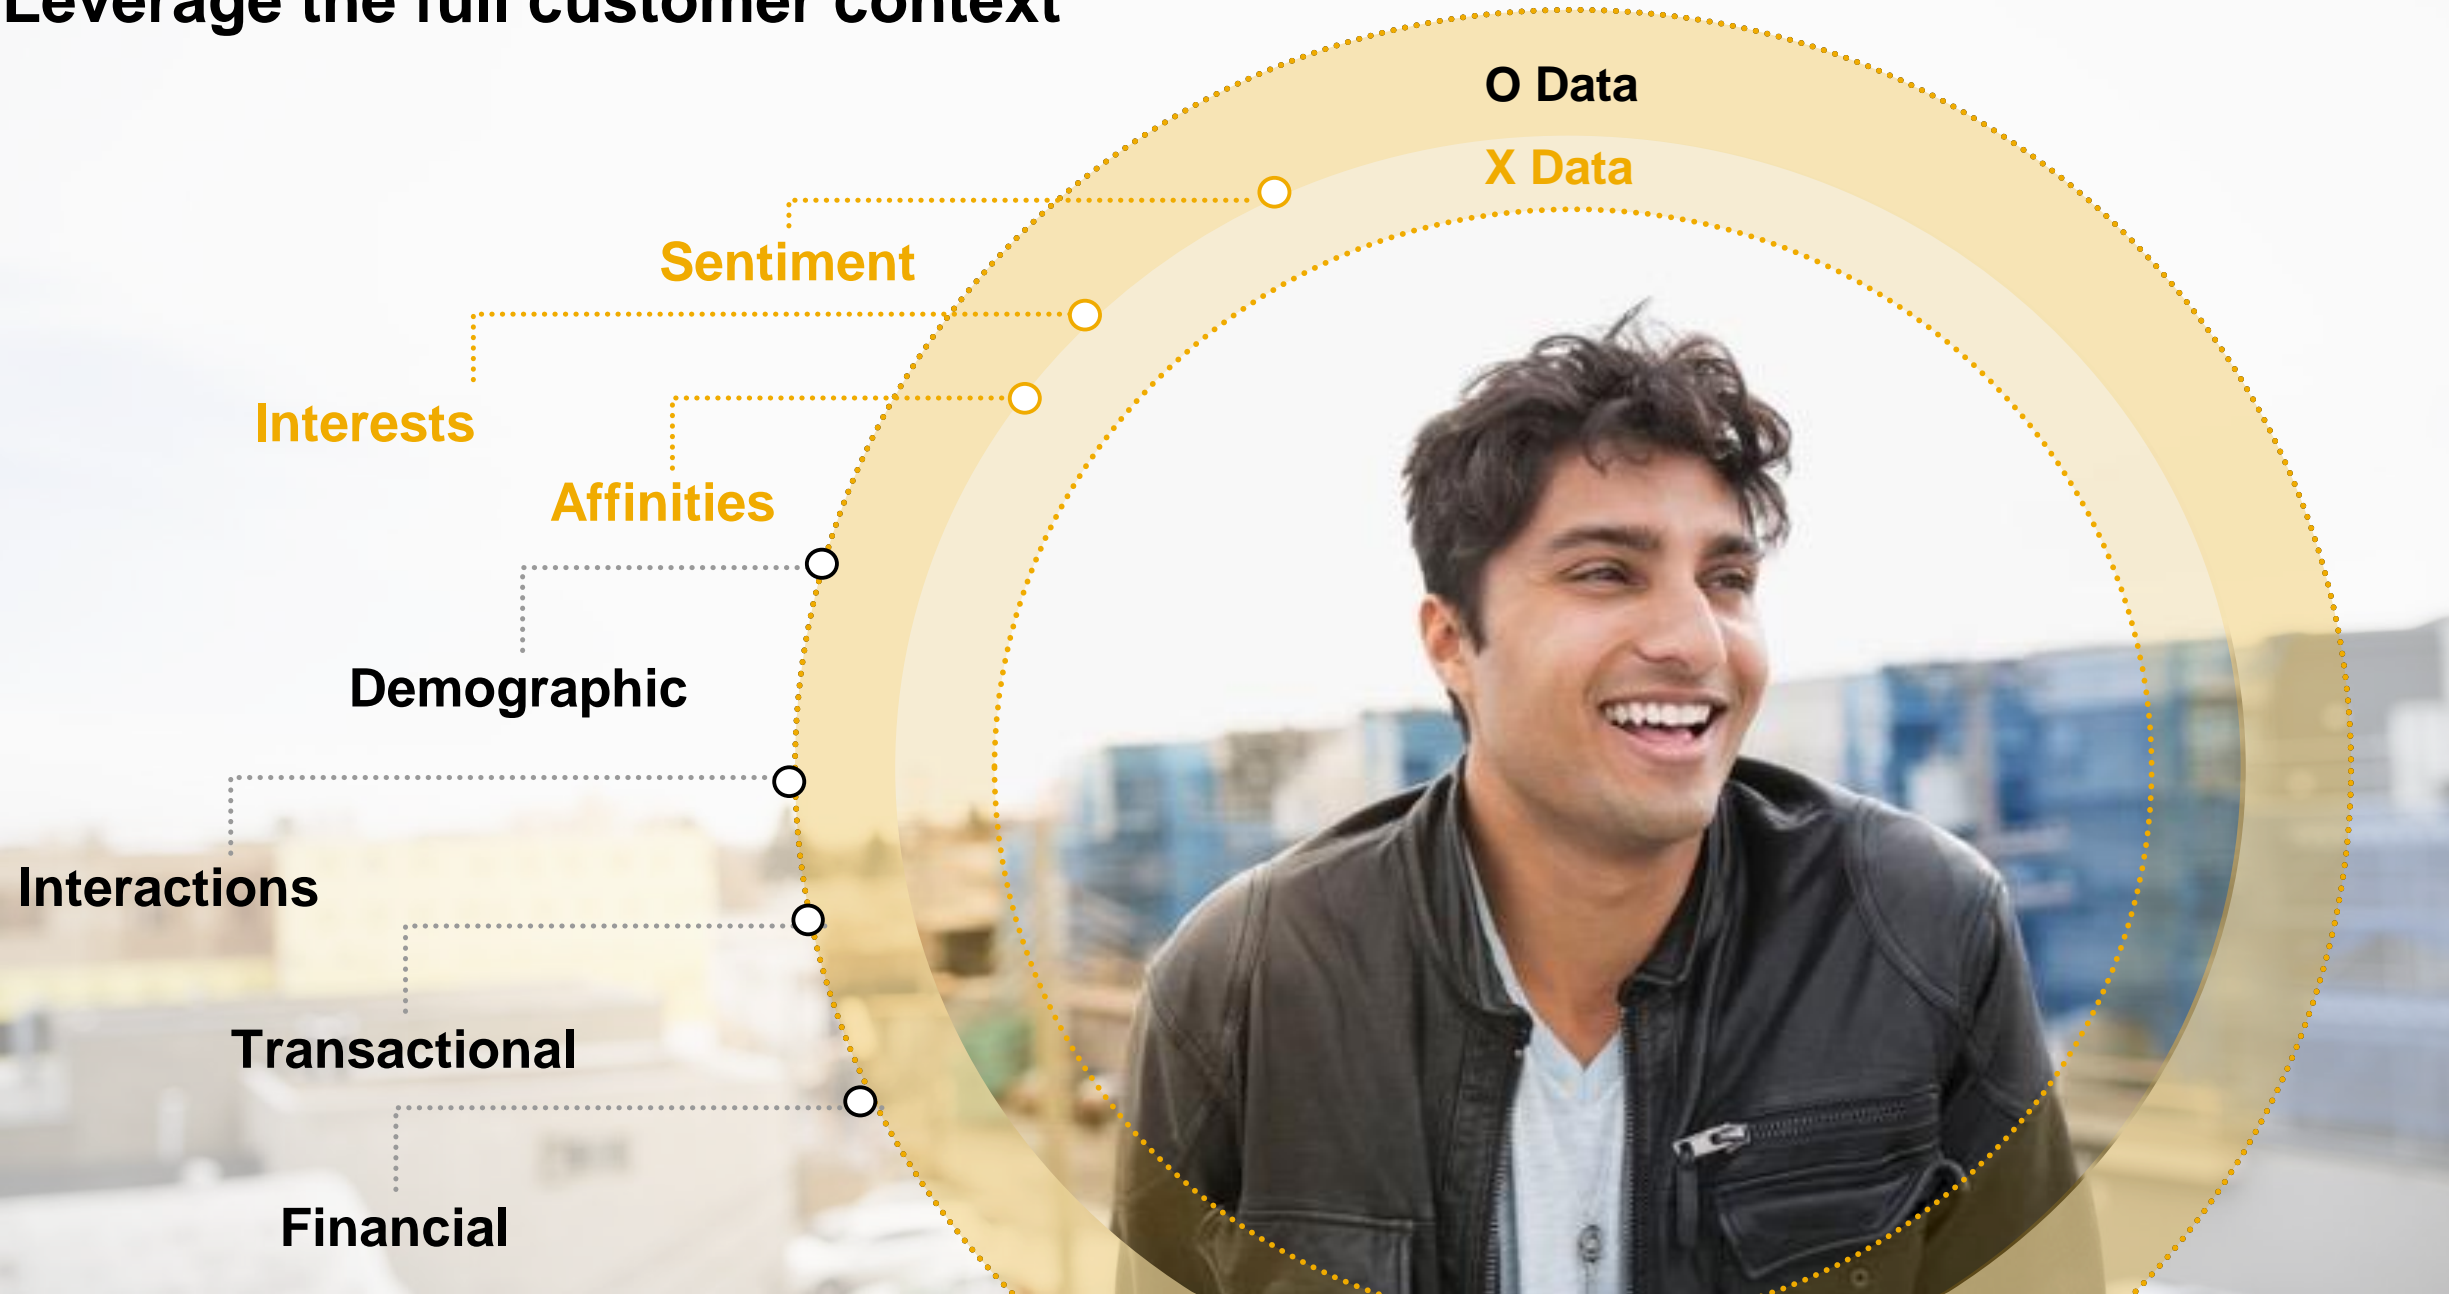 Leverage the full customer context
O Data
X Data
Sentiment
Interests
Affinities
Demographic
Interactions
Transactional
Financial